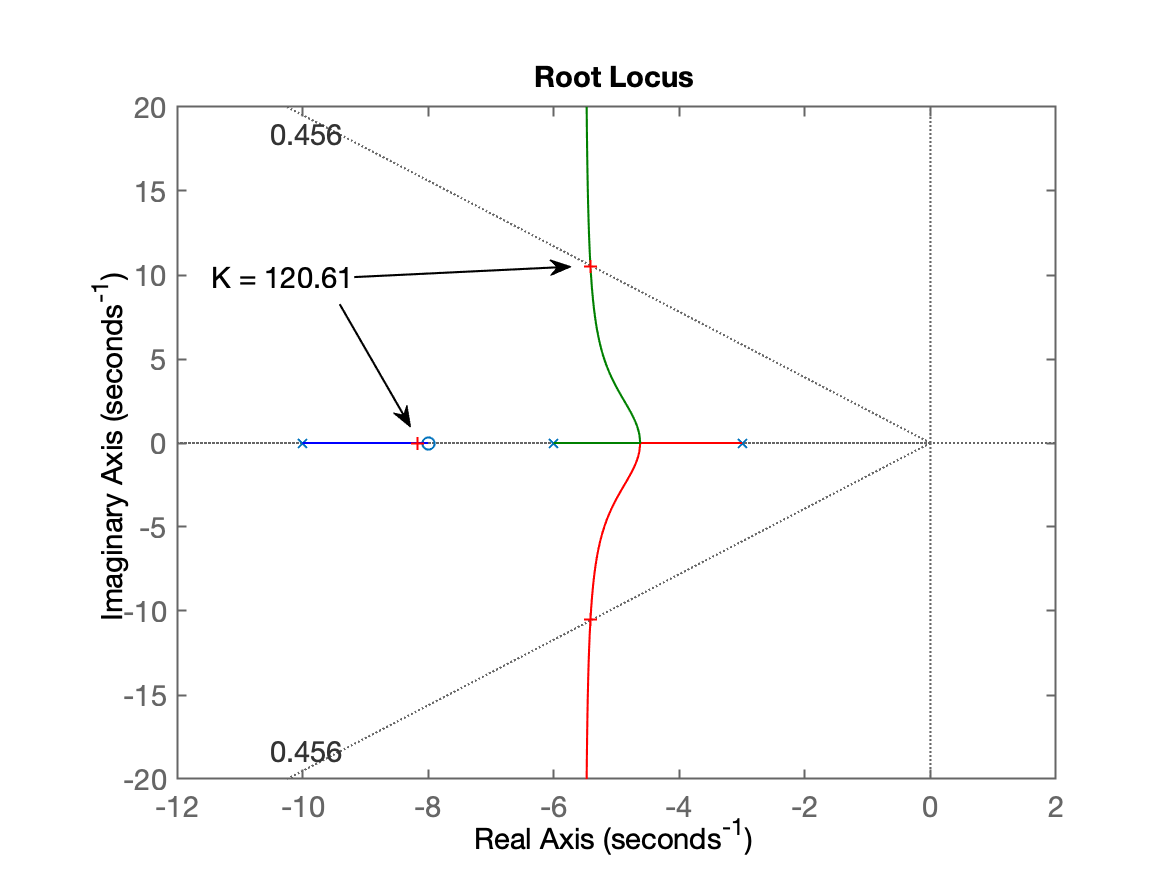 Root Locus
20
0.456
15
K = 120.61
10
5
0
-5
-10
-15
0.456
-20
-12 -10 -8 -6 -4 -2 0 2
Real Axis (seconds⁻¹)
Imaginary Axis (seconds⁻¹)